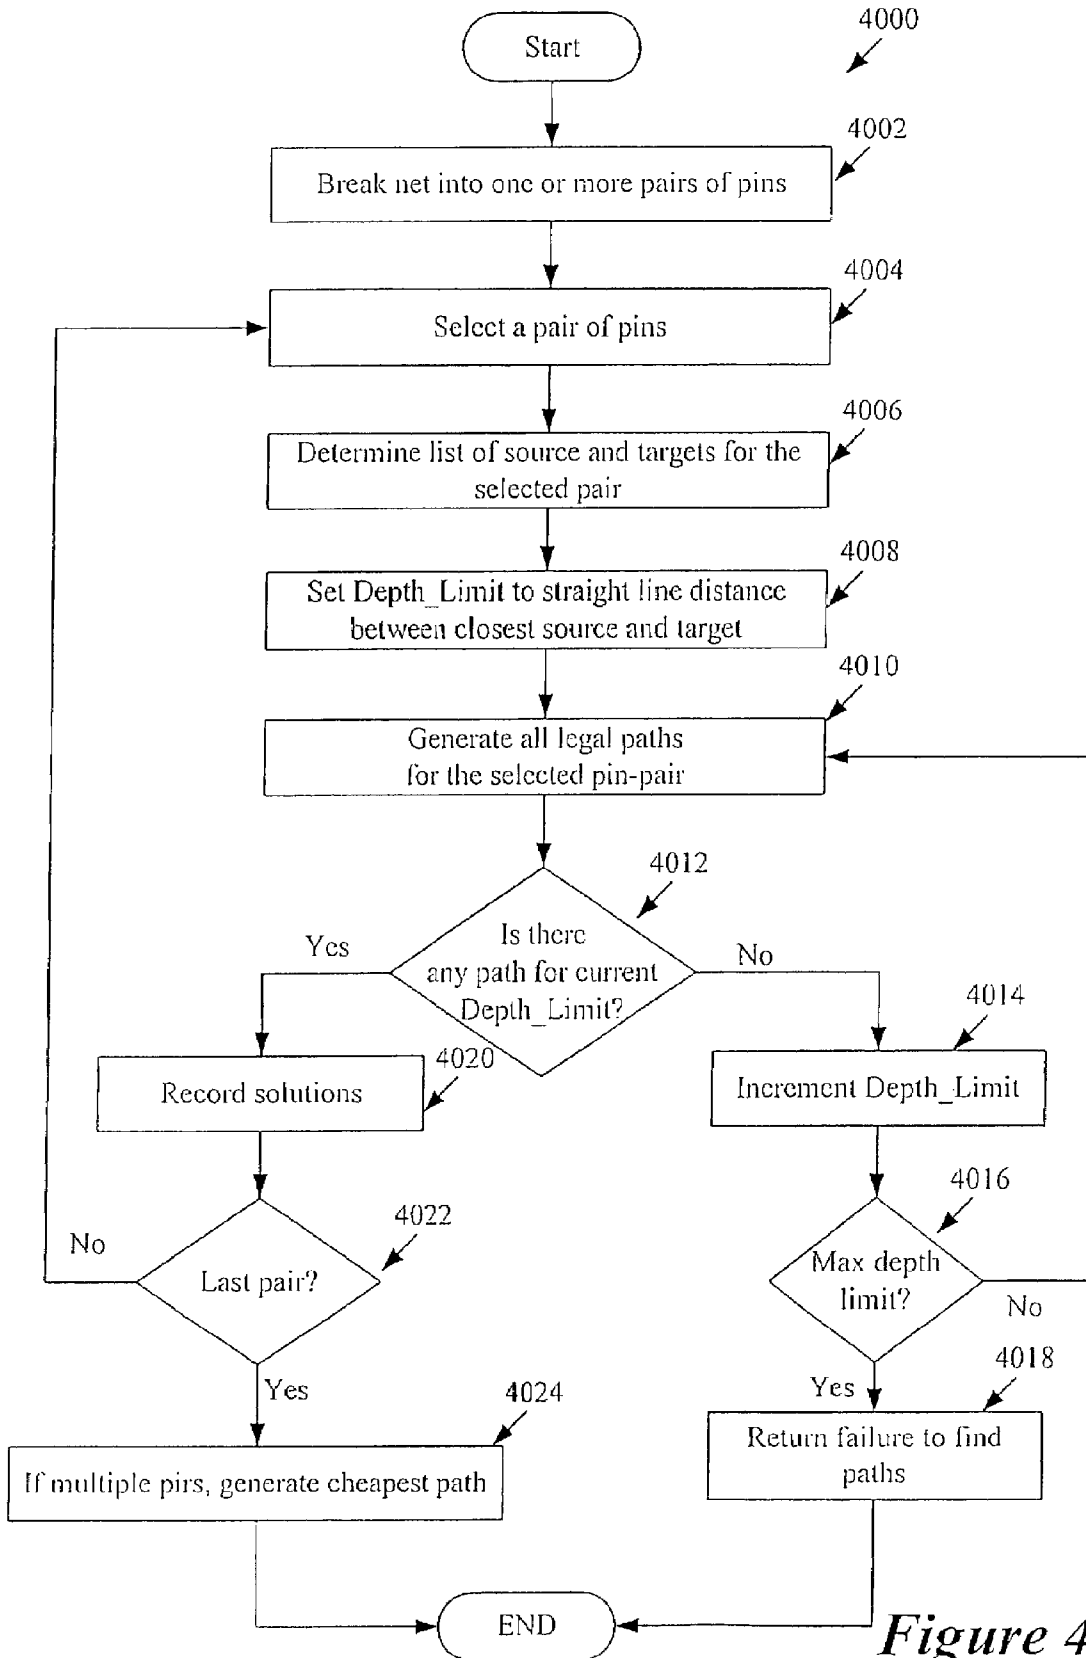 4000
Start
4002
Break net into one or more pairs of pins
4004
Select a pair of pins
4006
Determine list of source and targets for the
selected pair
4008
Set Depth_Limit to straight line distance
between closest source and target
4010
Generate all legal paths
for the selected pin-pair
4012
Is there
any path for current
Depth_Limit?
Yes
No
4014
Increment Depth_Limit
4020
Record solutions
4016
Max depth
limit?
No
4022
Last pair?
No
Yes
Yes
4018
Return failure to find
paths
4024
If multiple pirs, generate cheapest path
END
Figure 4